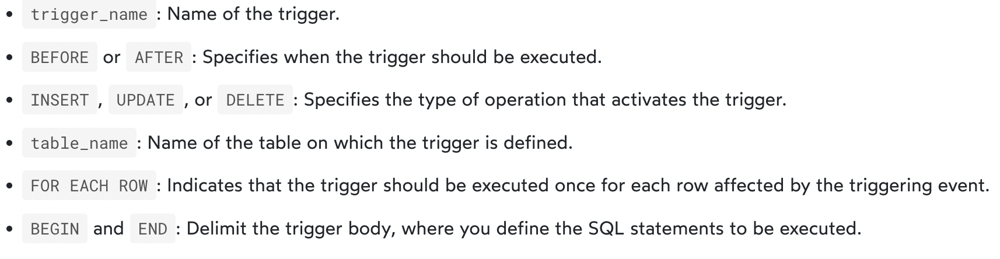 • trigger_name : Name of the trigger.
• BEFORE or AFTER : Specifies when the trigger should be executed.
• INSERT , UPDATE , or DELETE : Specifies the type of operation that activates the trigger.
• table_name : Name of the table on which the trigger is defined.
• FOR EACH ROW : Indicates that the trigger should be executed once for each row affected by the triggering event.
• BEGIN and END : Delimit the trigger body, where you define the SQL statements to be executed.